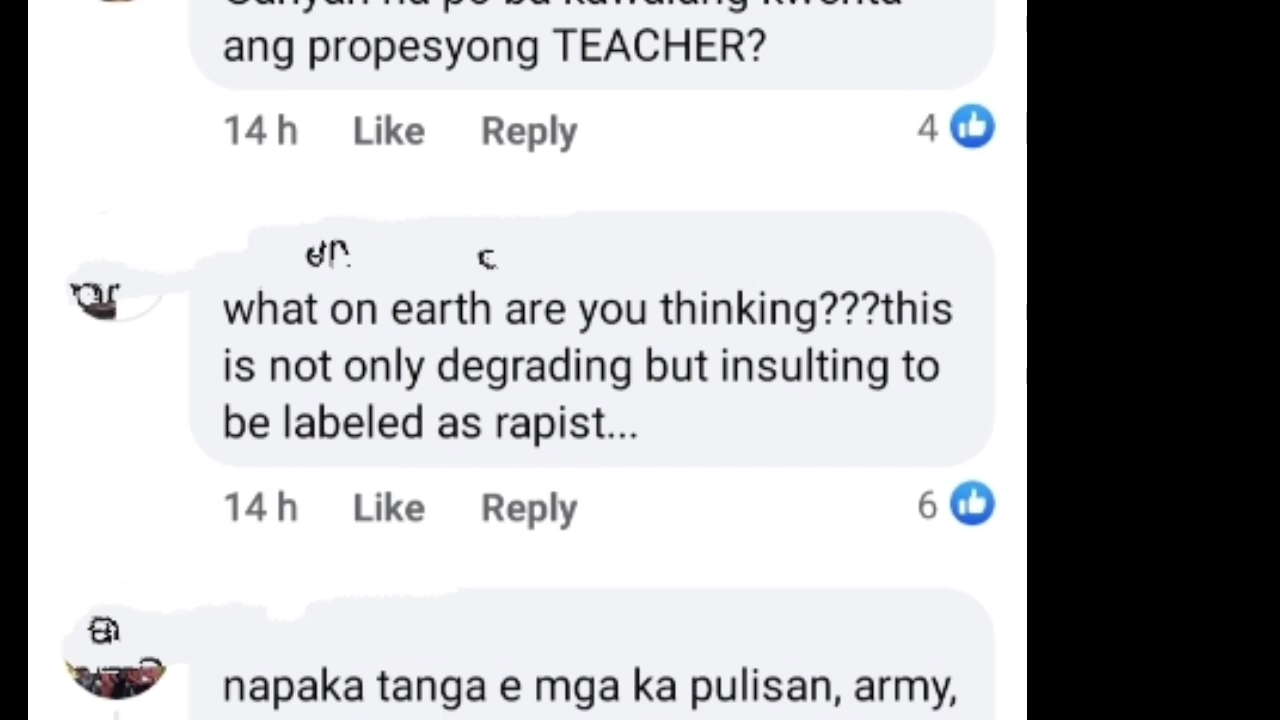 ang propesyong TEACHER?
14 h Like Reply 4
what on earth are you thinking???this
is not only degrading but insulting to
be labeled as rapist...
14 h Like Reply 6
napaka tanga e mga ka pulisan, army,